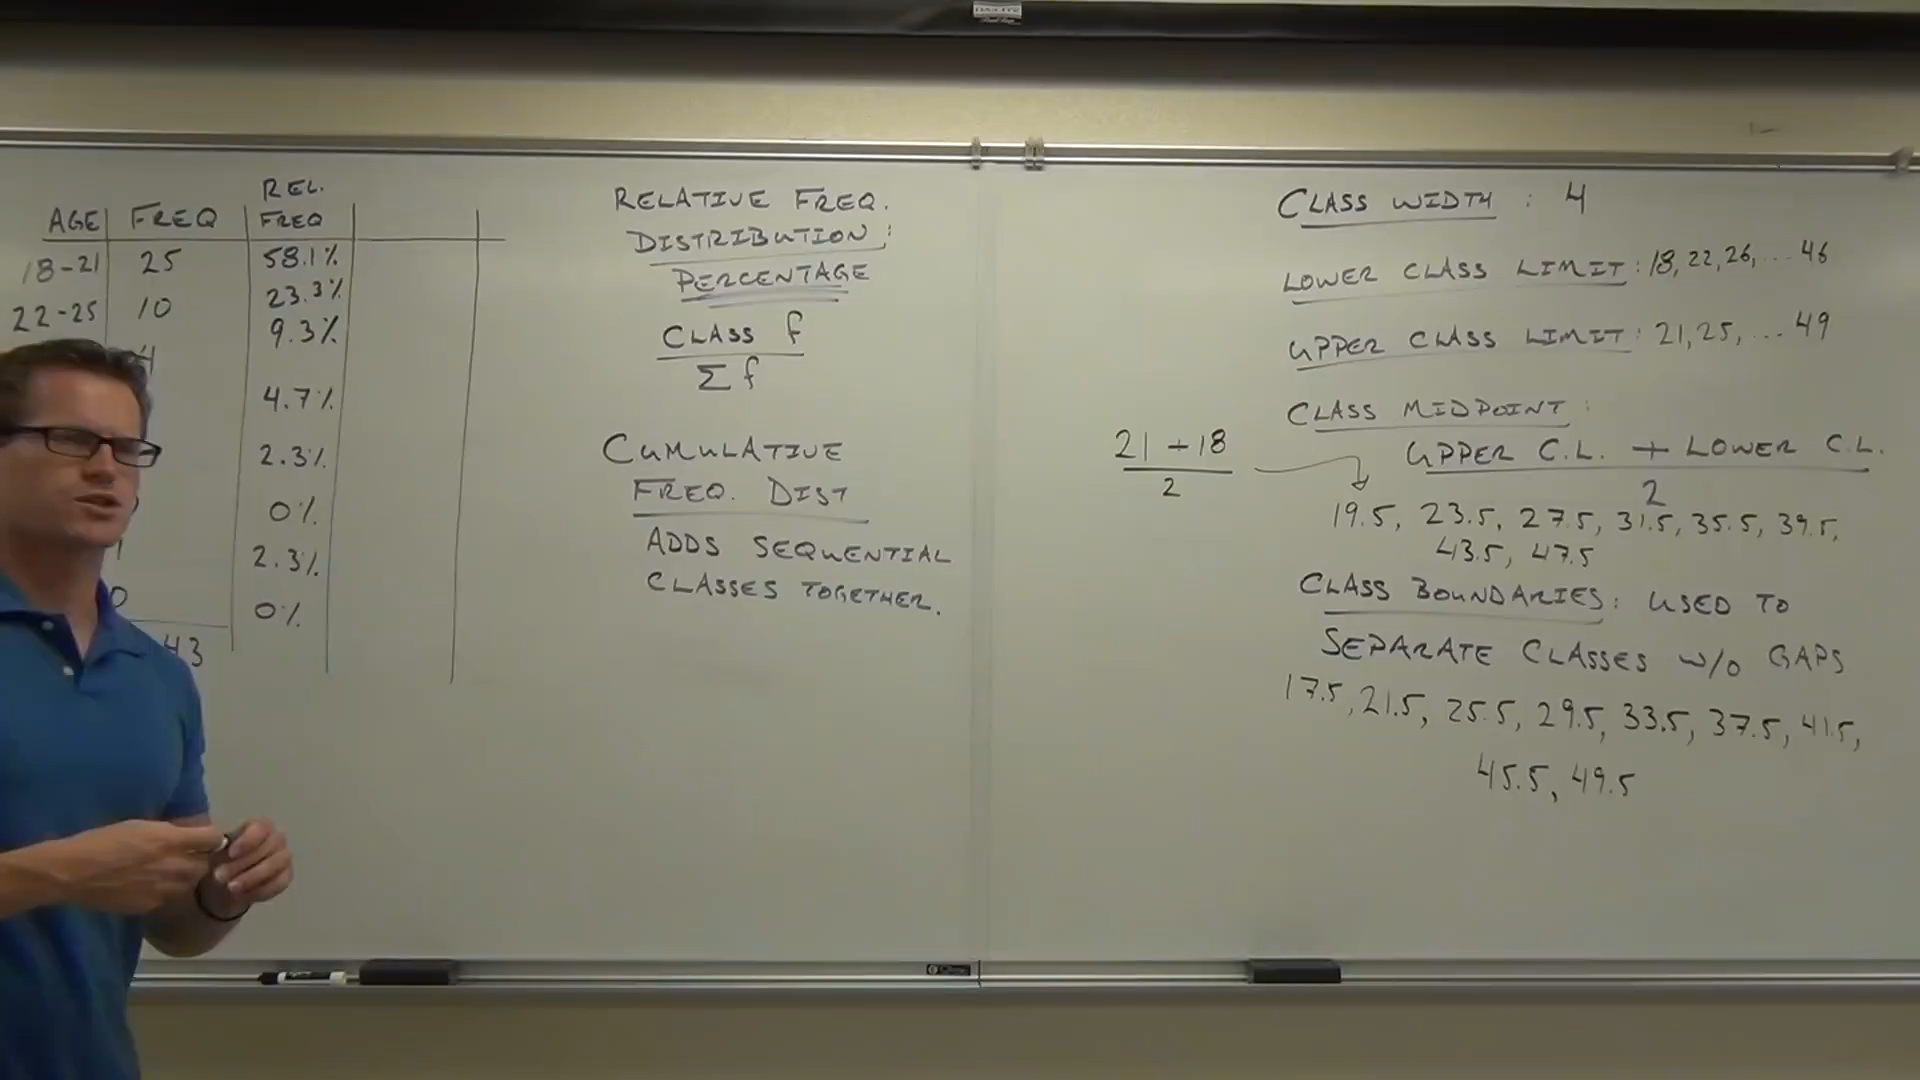 REL.
AGE FREQ FREQ
18-21 25 58.1%
22-25 10 23.3%
4 9.3%
4.7%
2.3%
0%
1 2.3%
0 0%
43
RELATIVE FREQ.
DISTRIBUTION:
PERCENTAGE
CLASS f
Σ f
CUMULATIVE
FREQ. DIST
ADDS SEQUENTIAL
CLASSES TOGETHER.
CLASS WIDTH : 4
LOWER CLASS LIMIT: 18, 22, 26, ... 46
UPPER CLASS LIMIT: 21, 25, ... 49
CLASS MIDPOINT:
21 + 18
2
UPPER C.L. + LOWER C.L.
2
19.5, 23.5, 27.5, 31.5, 35.5, 39.5,
43.5, 47.5
CLASS BOUNDARIES: USED TO
SEPARATE CLASSES W/O GAPS
17.5, 21.5, 25.5, 29.5, 33.5, 37.5, 41.5,
45.5, 49.5